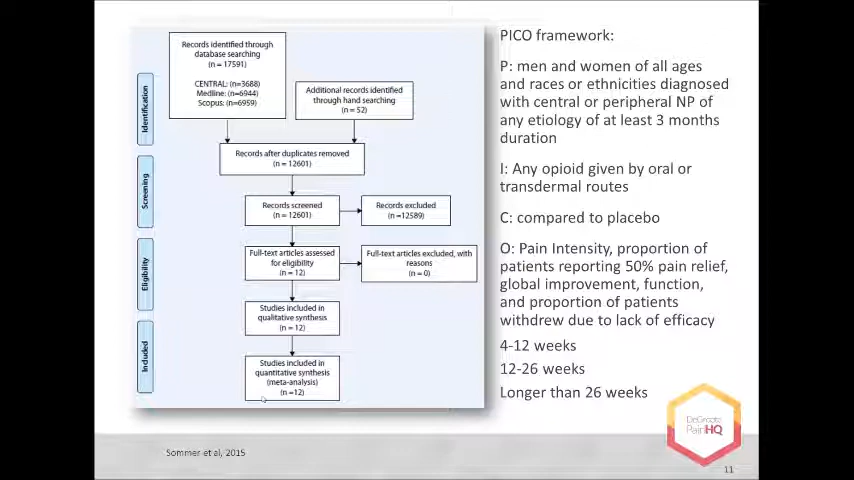 Records identified through
database searching
(n = 17591)
CENTRAL: (n=3688)
Medline: (n=6944)
Scopus: (n=6959)
Additional records identified
through hand searching
(n = 52)
Identification
Records after duplicates removed
(n = 12601)
Screening
Records screened
(n = 12601)
Records excluded
(n =12589)
Eligibility
Full-text articles assessed
for eligibility
(n = 12)
Full-text articles excluded, with
reasons
(n = 0)
Studies included in
qualitative synthesis
(n = 12)
Included
Studies included in
quantitative synthesis
(meta-analysis)
(n =12)
PICO framework:
P: men and women of all ages
and races or ethnicities diagnosed
with central or peripheral NP of
any etiology of at least 3 months
duration
I: Any opioid given by oral or
transdermal routes
C: compared to placebo
O: Pain Intensity, proportion of
patients reporting 50% pain relief,
global improvement, function,
and proportion of patients
withdrew due to lack of efficacy
4-12 weeks
12-26 weeks
Longer than 26 weeks
DeGroote
PainHQ
Sommer et al, 2015
11